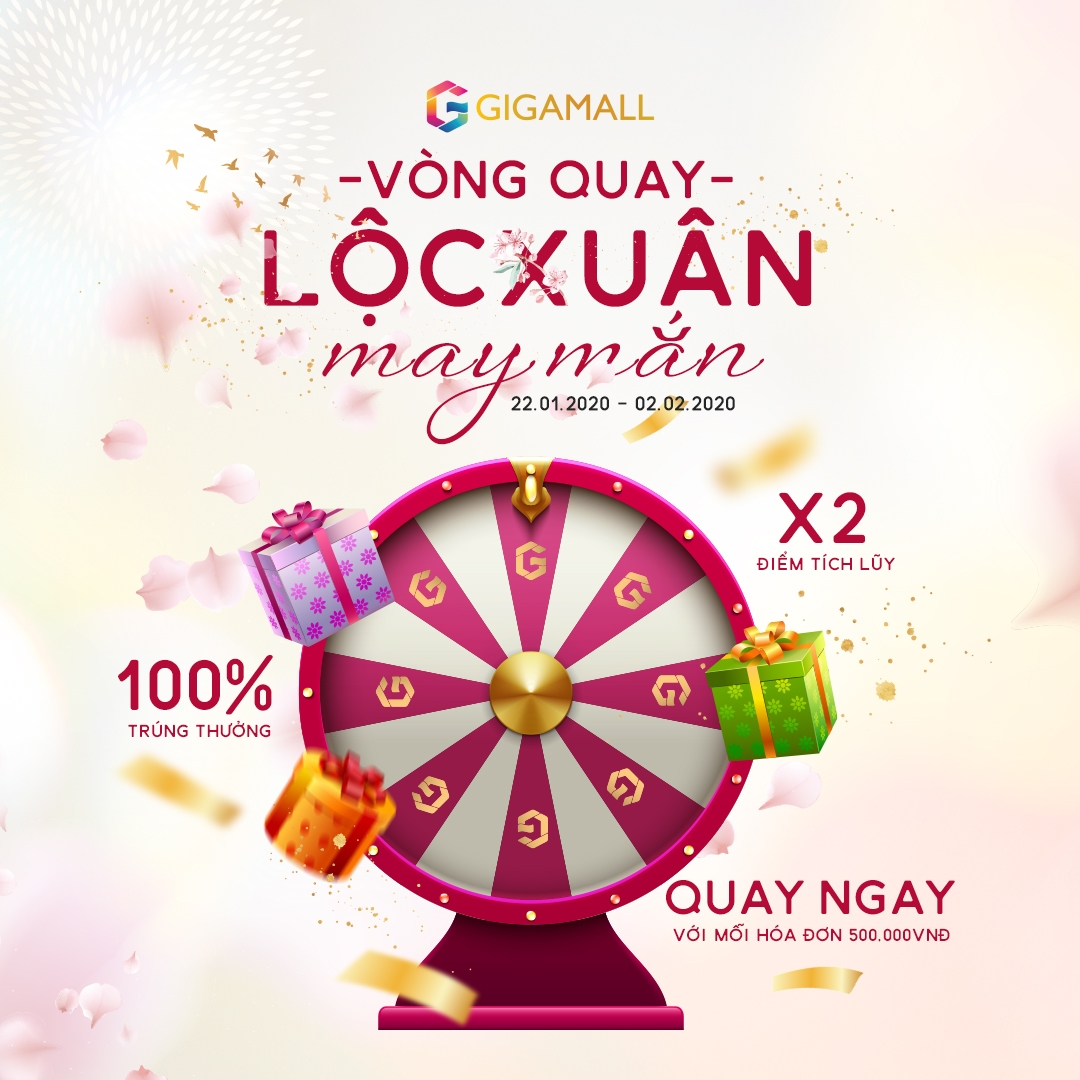 GIGAMALL
-VÒNG QUAY-
LỘC XUÂN
may mắn
22.01.2020 - 02.02.2020
X2
ĐIỂM TÍCH LŨY
100%
TRÚNG THƯỞNG
QUAY NGAY
VỚI MỖI HÓA ĐƠN 500.000VNĐ